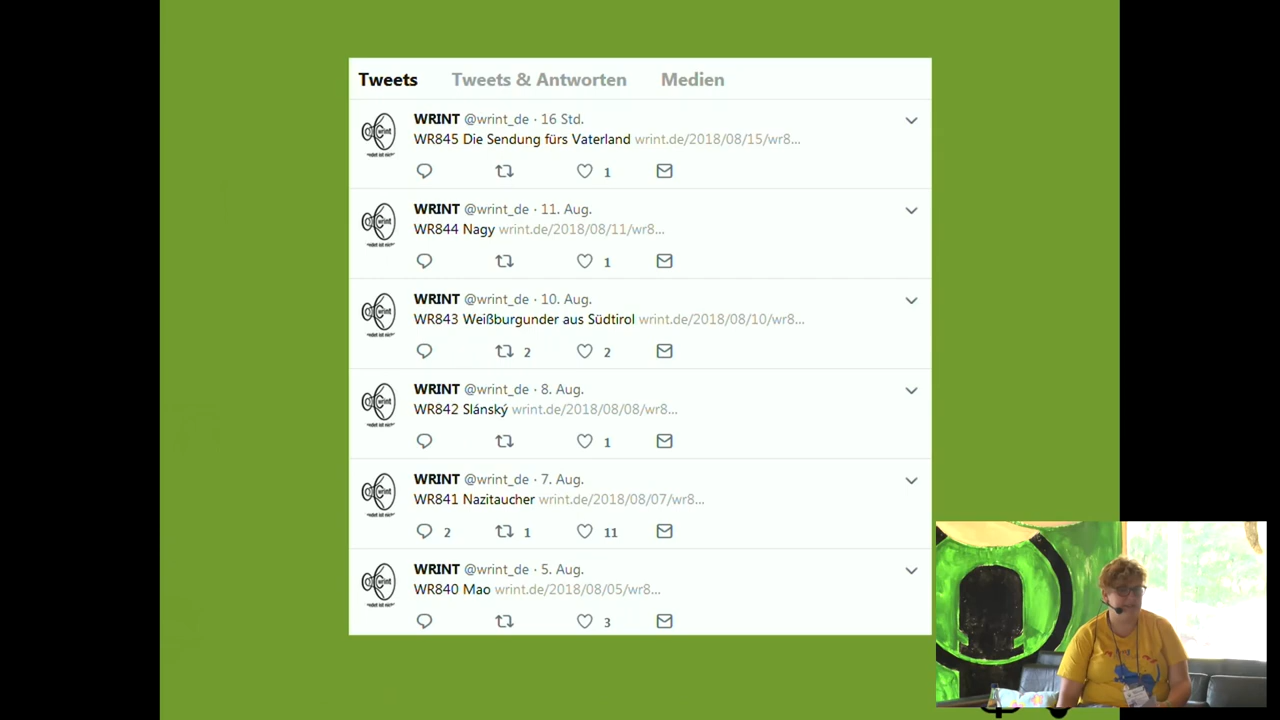 Tweets Tweets & Antworten Medien
WRINT @wrint_de · 16 Std.
WR845 Die Sendung fürs Vaterland wrint.de/2018/08/15/wr8...
1
WRINT @wrint_de · 11. Aug.
WR844 Nagy wrint.de/2018/08/11/wr8...
1
WRINT @wrint_de · 10. Aug.
WR843 Weißburgunder aus Südtirol wrint.de/2018/08/10/wr8...
2 2
WRINT @wrint_de · 8. Aug.
WR842 Slánský wrint.de/2018/08/08/wr8...
1
WRINT @wrint_de · 7. Aug.
WR841 Nazitaucher wrint.de/2018/08/07/wr8...
2 1 11
WRINT @wrint_de · 5. Aug.
WR840 Mao wrint.de/2018/08/05/wr8...
3